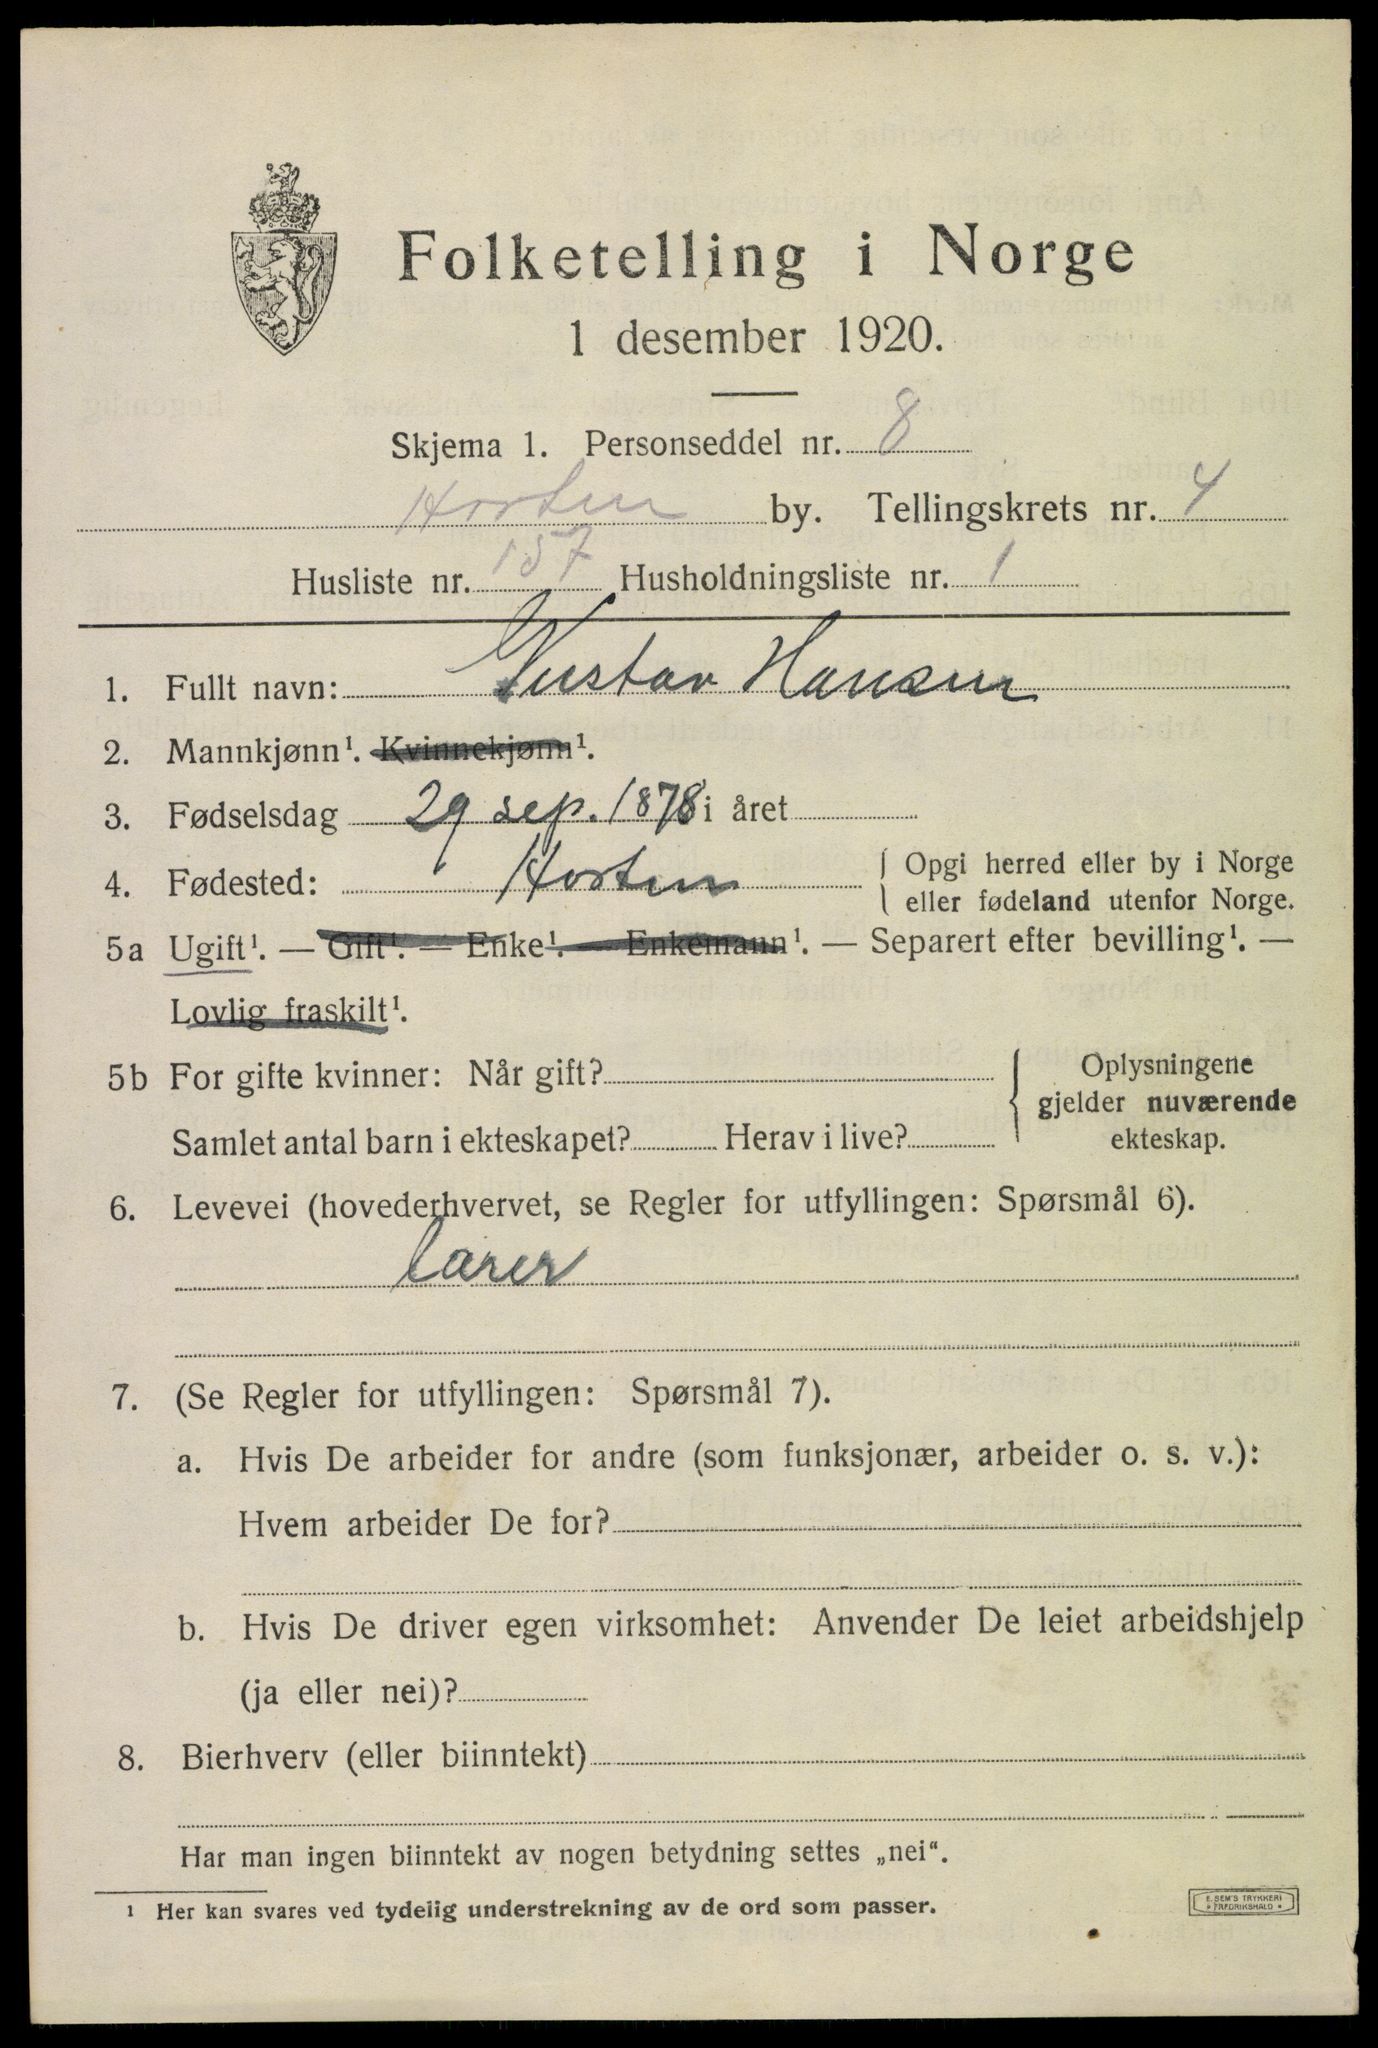 Folketelling i Norge
1 desember 1920.
Skjema 1. Personseddel nr. 8
Horten by. Tellingskrets nr. 4
Husliste nr. 157 Husholdningsliste nr. 1
1. Fullt navn: Gustav Hansen
2. Mannkjønn¹. Kvinnekjønn¹.
3. Fødselsdag 29 sep. 1878 i året
4. Fødested: Horten { Opgi herred eller by i Norge
eller fødeland utenfor Norge.
5a Ugift¹. — Gift¹. — Enke¹. — Enkemann¹. — Separert efter bevilling¹. —
Lovlig fraskilt¹.
5b For gifte kvinner: Når gift? { Oplysningene
gjelder nuværende
Samlet antal barn i ekteskapet? Herav i live? ekteskap.
6. Levevei (hovederhvervet, se Regler for utfyllingen: Spørsmål 6).
lærer
7. (Se Regler for utfyllingen: Spørsmål 7).
a. Hvis De arbeider for andre (som funksjonær, arbeider o. s. v.):
Hvem arbeider De for?
b. Hvis De driver egen virksomhet: Anvender De leiet arbeidshjelp
(ja eller nei)?
8. Bierhverv (eller biinntekt)
Har man ingen biinntekt av nogen betydning settes „nei“.
¹ Her kan svares ved tydelig understrekning av de ord som passer.
E. SEM'S TRYKKERI
FREDRIKSHALD